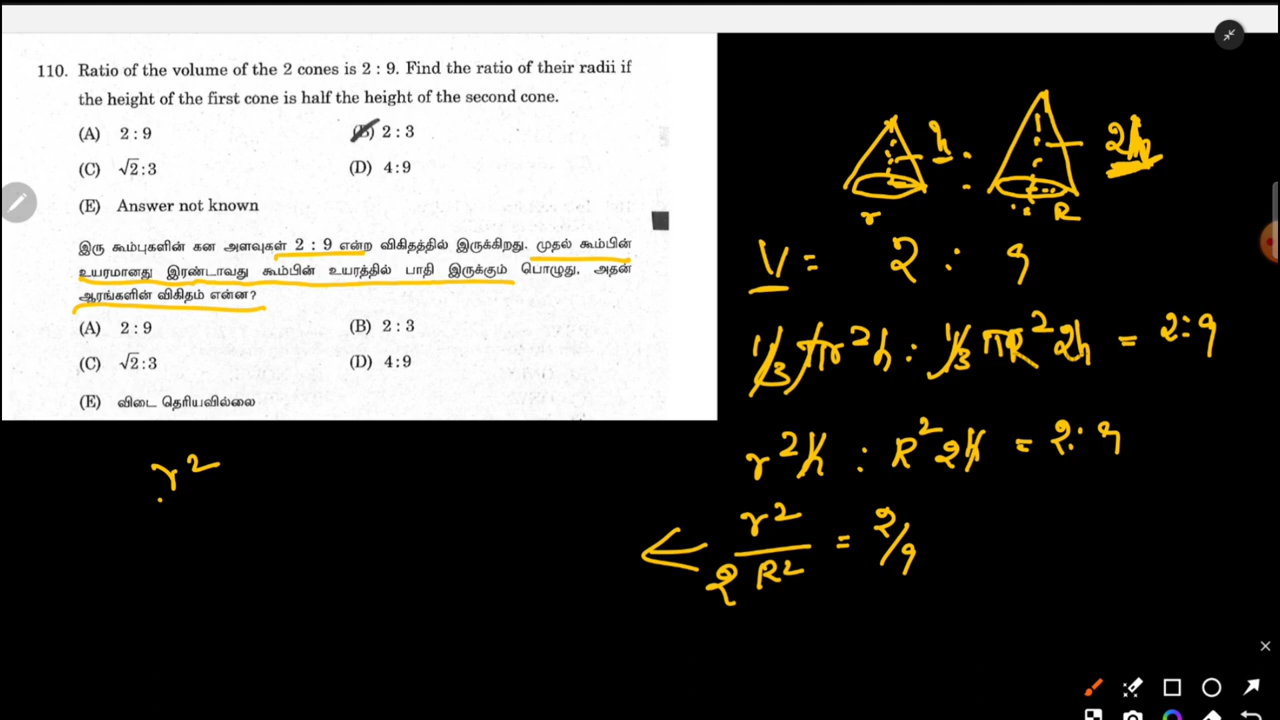 110. Ratio of the volume of the 2 cones is 2 : 9. Find the ratio of their radii if
the height of the first cone is half the height of the second cone.
(A) 2 : 9 (B) 2 : 3
(C) √2 : 3 (D) 4 : 9
(E) Answer not known
இரு கூம்புகளின் கன அளவுகள் 2 : 9 என்ற விகிதத்தில் இருக்கிறது. முதல் கூம்பின்
உயரமானது இரண்டாவது கூம்பின் உயரத்தில் பாதி இருக்கும் பொழுது, அதன்
ஆரங்களின் விகிதம் என்ன?
(A) 2 : 9 (B) 2 : 3
(C) √2 : 3 (D) 4 : 9
(E) விடை தெரியவில்லை
h : 2h
r R
V = 2 : 9
1/3 πr²h : 1/3 πR²2h = 2:9
r²h : R²2h = 2:9
r²/2R² = 2/9
r²